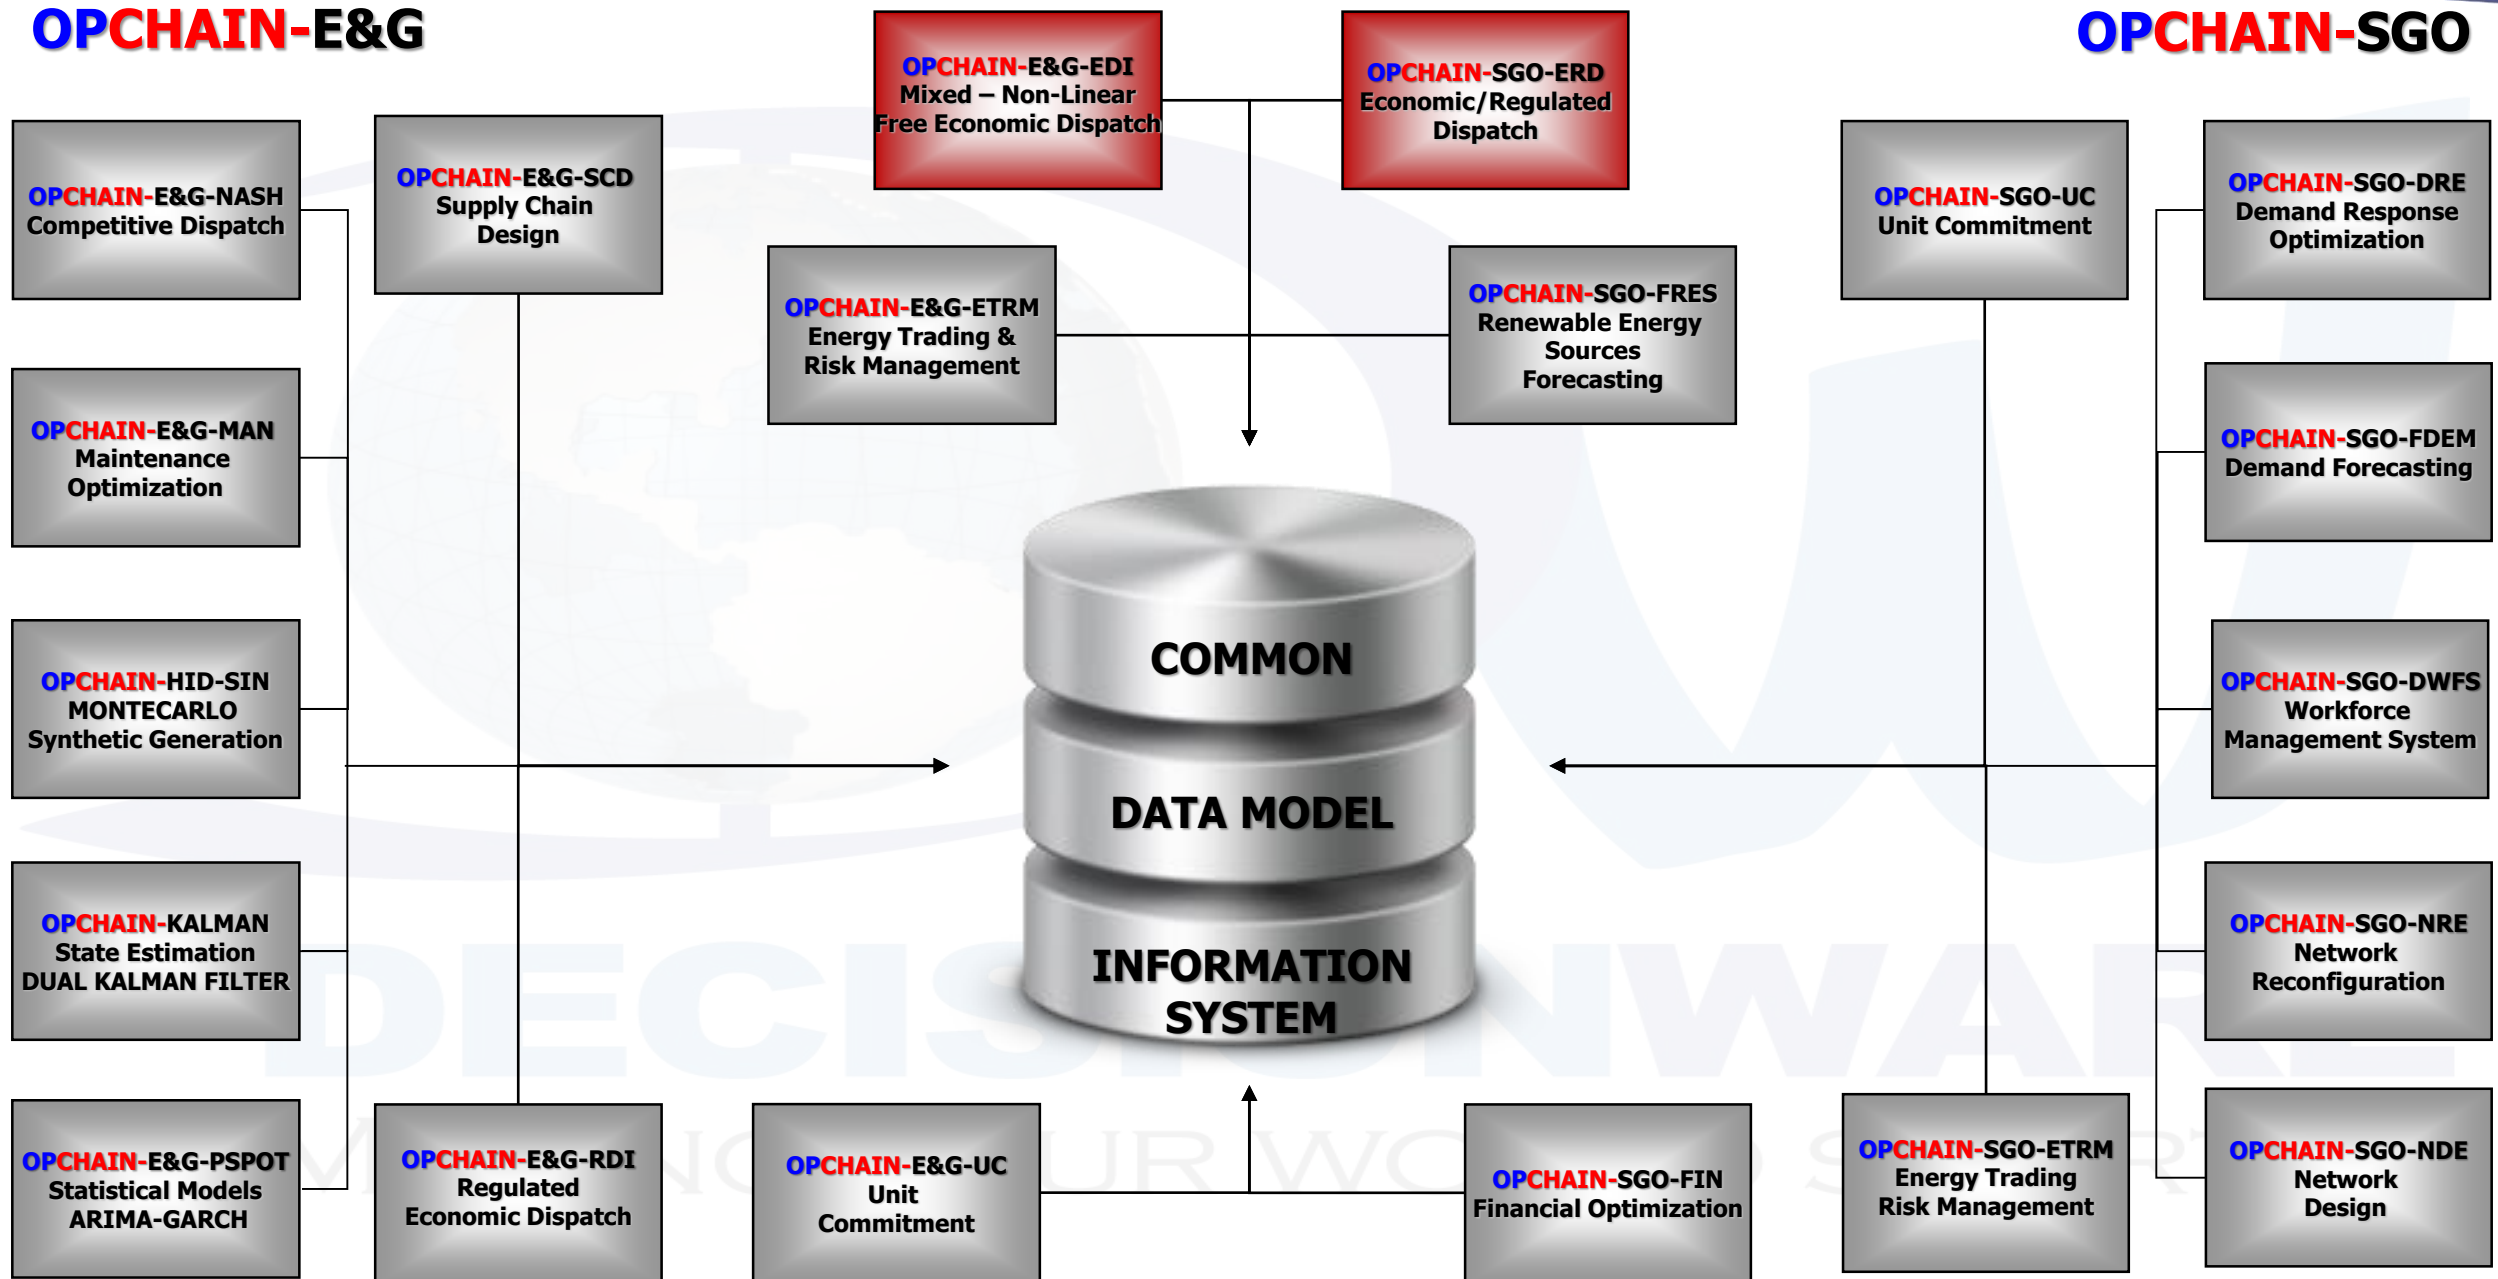 OPCHAIN-E&G
OPCHAIN-SGO
OPCHAIN-E&G-EDI
Mixed – Non-Linear
Free Economic Dispatch
OPCHAIN-SGO-ERD
Economic/Regulated
Dispatch
OPCHAIN-E&G-NASH
Competitive Dispatch
OPCHAIN-E&G-SCD
Supply Chain
Design
OPCHAIN-SGO-UC
Unit Commitment
OPCHAIN-SGO-DRE
Demand Response
Optimization
OPCHAIN-E&G-ETRM
Energy Trading &
Risk Management
OPCHAIN-SGO-FRES
Renewable Energy
Sources
Forecasting
OPCHAIN-E&G-MAN
Maintenance
Optimization
OPCHAIN-SGO-FDEM
Demand Forecasting
OPCHAIN-HID-SIN
MONTECARLO
Synthetic Generation
COMMON
DATA MODEL
INFORMATION
SYSTEM
OPCHAIN-SGO-DWFS
Workforce
Management System
OPCHAIN-KALMAN
State Estimation
DUAL KALMAN FILTER
OPCHAIN-SGO-NRE
Network
Reconfiguration
DECISIONWARE
OPCHAIN-E&G-PSPOT
Statistical Models
ARIMA-GARCH
OPCHAIN-E&G-RDI
Regulated
Economic Dispatch
OPCHAIN-E&G-UC
Unit
Commitment
OPCHAIN-SGO-FIN
Financial Optimization
OPCHAIN-SGO-ETRM
Energy Trading
Risk Management
OPCHAIN-SGO-NDE
Network
Design